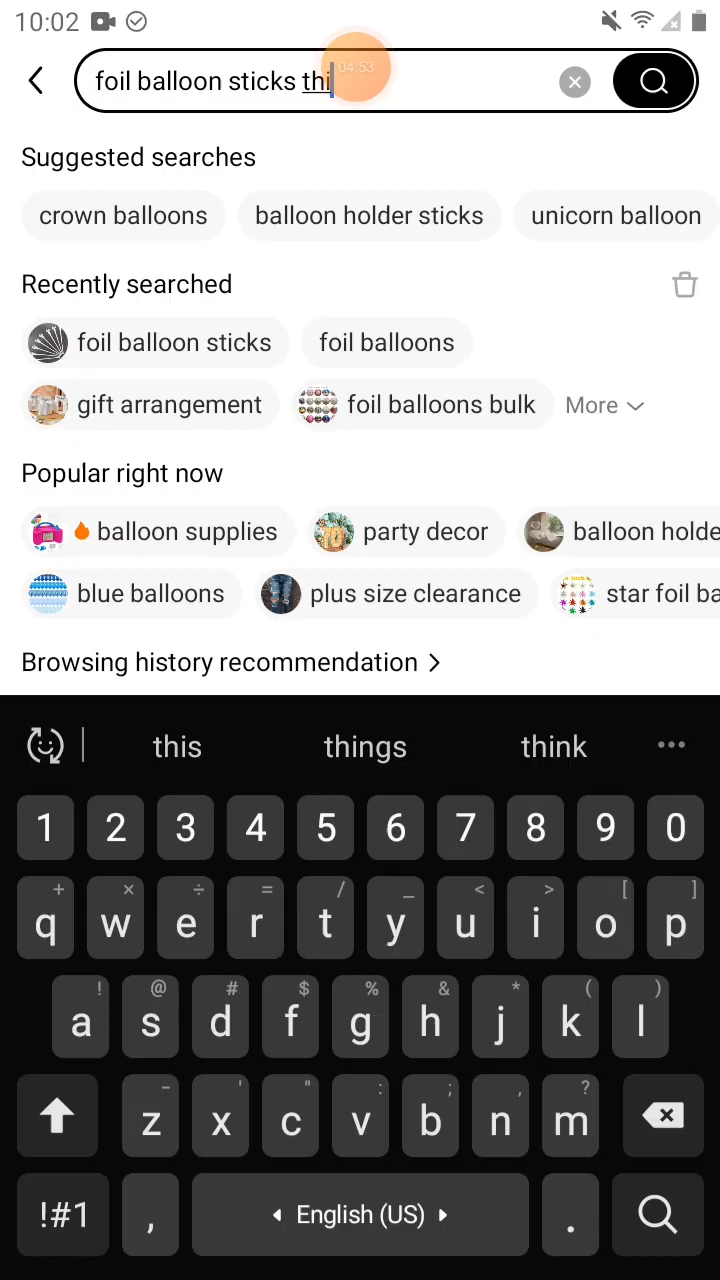 10:02
foil balloon sticks thi
04:53
Suggested searches
crown balloons balloon holder sticks unicorn balloon
Recently searched
foil balloon sticks foil balloons
gift arrangement foil balloons bulk More
Popular right now
balloon supplies party decor balloon holde
blue balloons plus size clearance star foil ba
Browsing history recommendation >
this things think •••
1 2 3 4 5 6 7 8 9 0
+ × ÷ = / _ < > [ ]
q w e r t y u i o p
! @ # $ % & * ( )
a s d f g h j k l
- ' " : ; , ?
z x c v b n m
!#1 , English (US) .